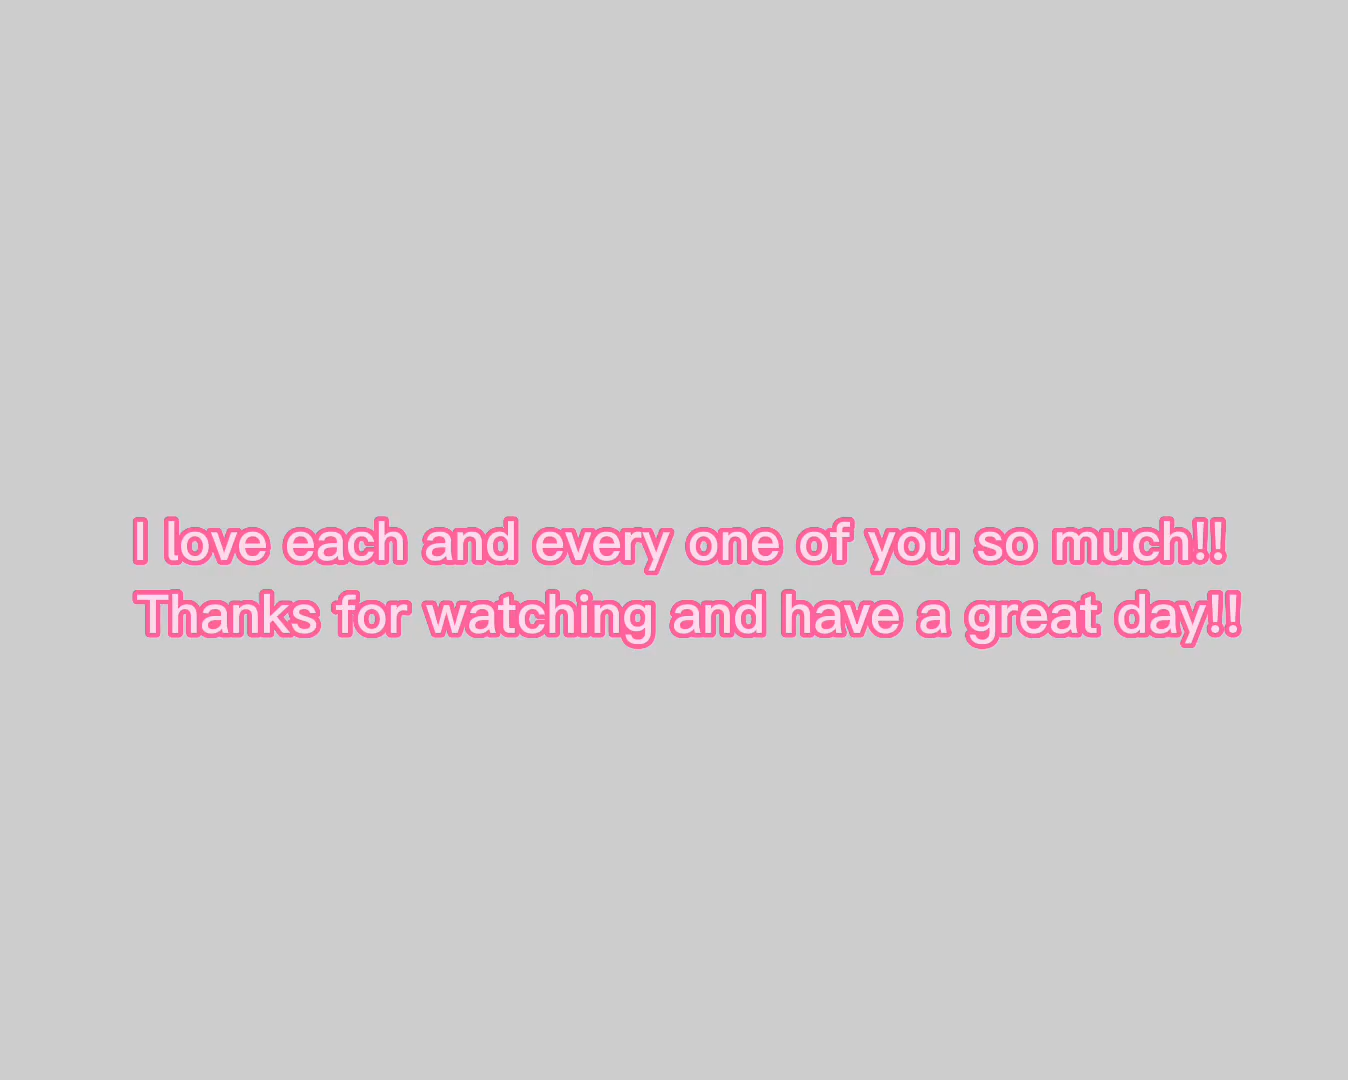 I love each and every one of you so much!!
Thanks for watching and have a great day!!